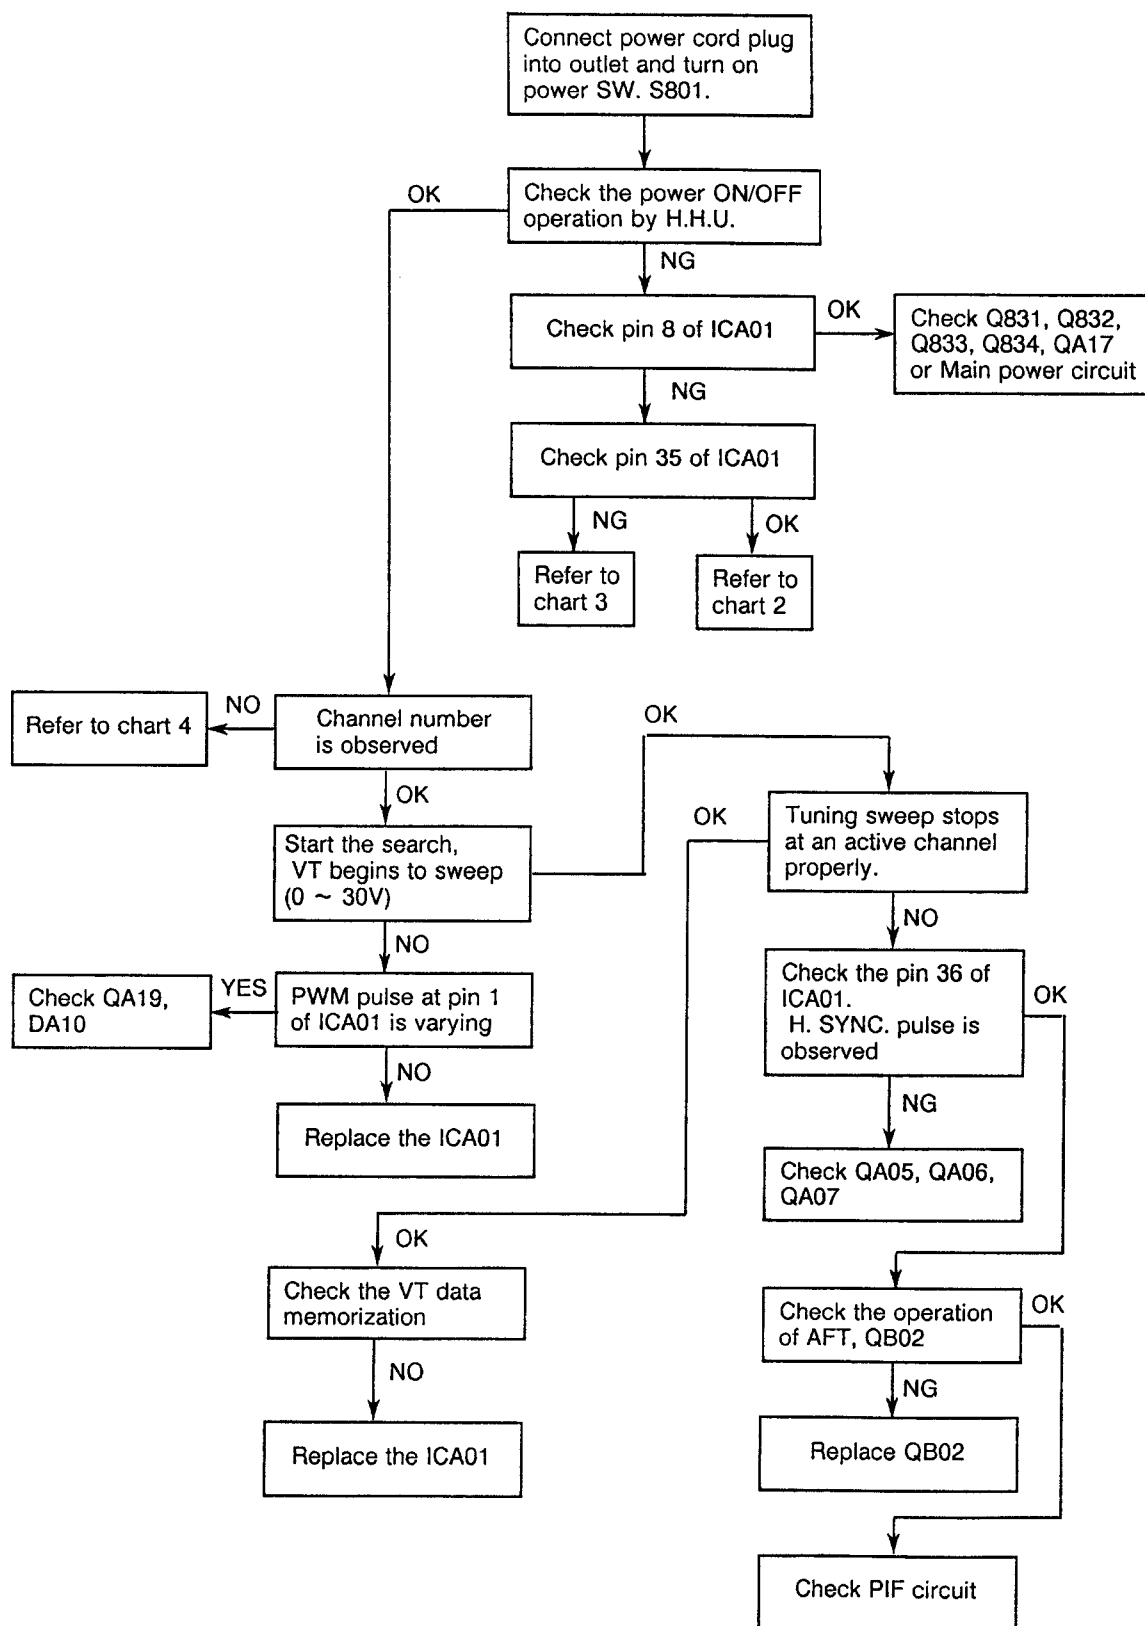 Connect power cord plug
into outlet and turn on
power SW. S801.
OK
Check the power ON/OFF
operation by H.H.U.
NG
Check pin 8 of ICA01
OK
Check Q831, Q832,
Q833, Q834, QA17
or Main power circuit
NG
Check pin 35 of ICA01
NG
OK
Refer to
chart 3
Refer to
chart 2
Refer to chart 4
NO
Channel number
is observed
OK
OK
Start the search,
VT begins to sweep
(0 ~ 30V)
OK
Tuning sweep stops
at an active channel
properly.
NO
NO
Check QA19,
DA10
YES
PWM pulse at pin 1
of ICA01 is varying
Check the pin 36 of
ICA01.
H. SYNC. pulse is
observed
OK
NO
NG
Replace the ICA01
Check QA05, QA06,
QA07
OK
Check the VT data
memorization
Check the operation
of AFT, QB02
OK
NO
NG
Replace the ICA01
Replace QB02
Check PIF circuit